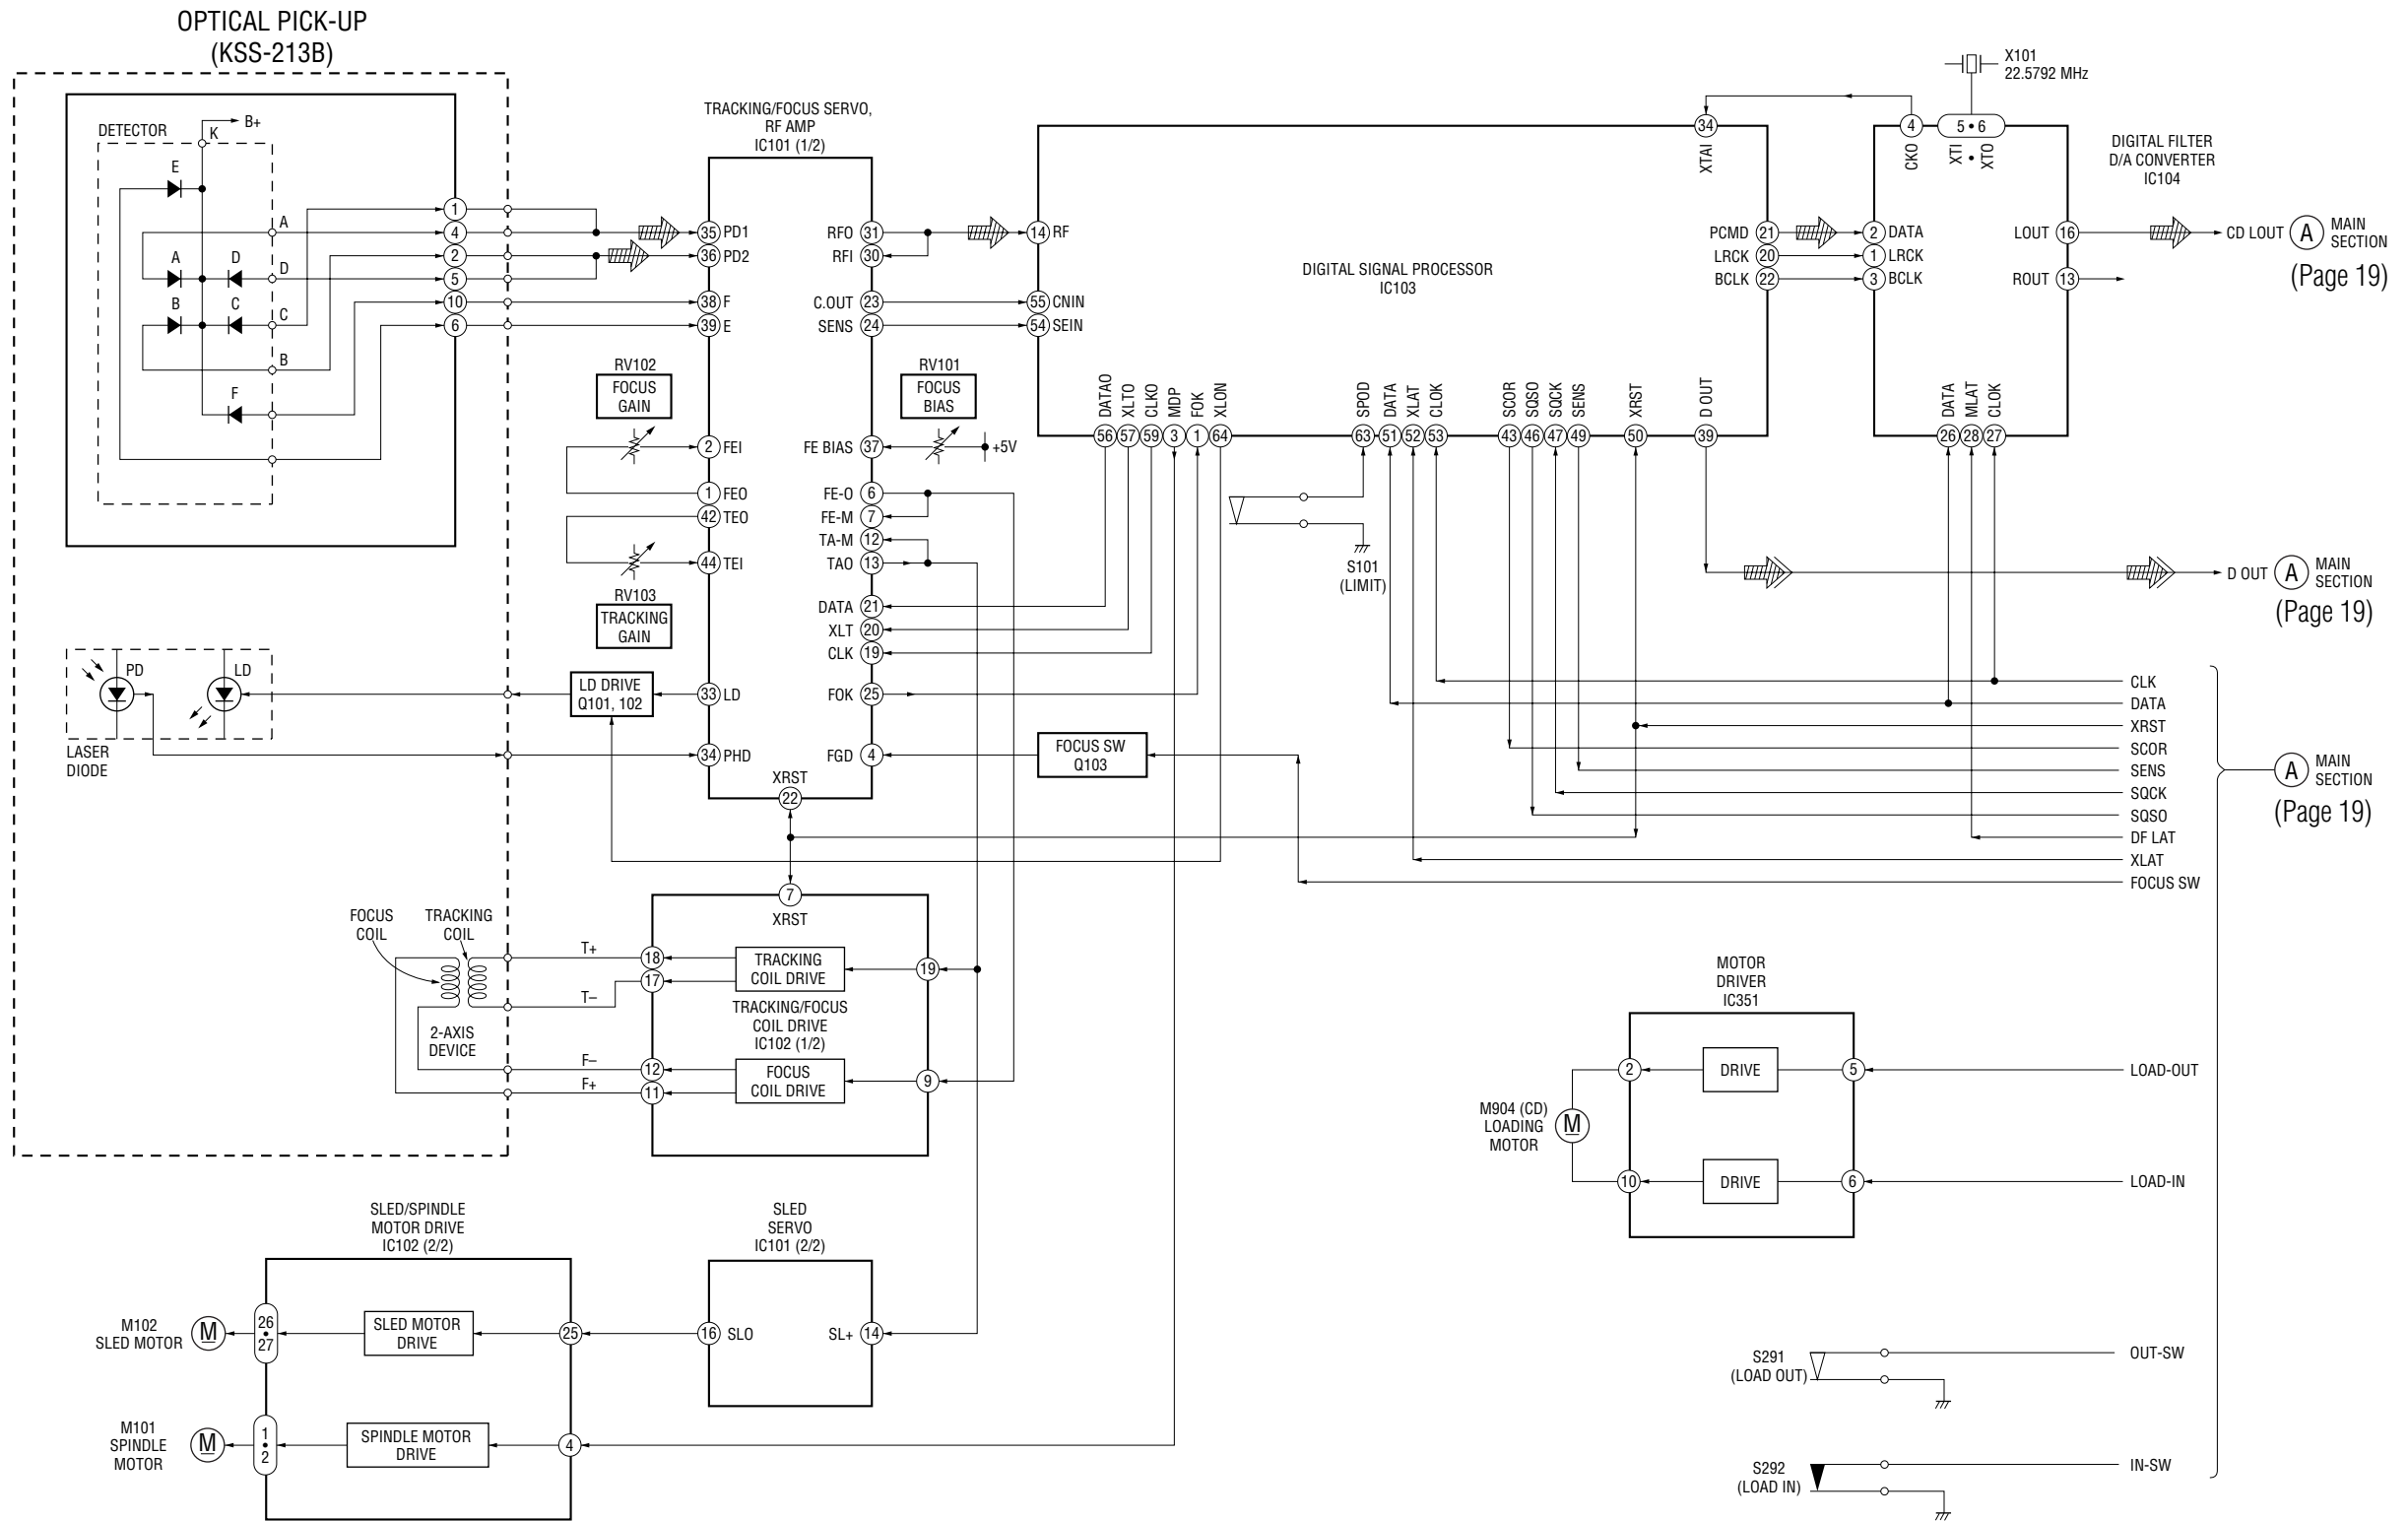 OPTICAL PICK-UP
(KSS-213B)
DETECTOR
K
B+
E
A
A
D
D
B
C
C
B
F
1
4
2
5
10
6
TRACKING/FOCUS SERVO,
RF AMP
IC101 (1/2)
35 PD1
36 PD2
38 F
39 E
2 FEI
1 FEO
42 TEO
44 TEI
33 LD
34 PHD
RFO 31
RFI 30
C.OUT 23
SENS 24
FE BIAS 37
FE-O 6
FE-M 7
TA-M 12
TAO 13
DATA 21
XLT 20
CLK 19
FOK 25
FGD 4
XRST
22
RV102
FOCUS
GAIN
RV103
TRACKING
GAIN
RV101
FOCUS
BIAS
+5V
LD DRIVE
Q101, 102
PD
LD
LASER
DIODE
FOCUS SW
Q103
DIGITAL SIGNAL PROCESSOR
IC103
14 RF
55 CNIN
54 SEIN
34
XTAI
PCMD 21
LRCK 20
BCLK 22
DATAO
XLTO
CLKO
MDP
FOK
XLON
SPOD
DATA
XLAT
CLOK
SCOR
SQSO
SQCK
SENS
XRST
D OUT
56
57
59
3
1
64
63
51
52
53
43
46
47
49
50
39
S101
(LIMIT)
X101
22.5792 MHz
4
5 • 6
CKO
XTI • XTO
DIGITAL FILTER
D/A CONVERTER
IC104
2 DATA
1 LRCK
3 BCLK
LOUT 16
ROUT 13
DATA
MLAT
CLOK
26
28
27
CD LOUT
A
MAIN
SECTION
(Page 19)
D OUT
A
MAIN
SECTION
(Page 19)
CLK
DATA
XRST
SCOR
SENS
SQCK
SQSO
DF LAT
XLAT
FOCUS SW
A
MAIN
SECTION
(Page 19)
FOCUS
COIL
TRACKING
COIL
2-AXIS
DEVICE
T+
T–
F–
F+
7
XRST
18
17
12
11
19
9
TRACKING
COIL DRIVE
TRACKING/FOCUS
COIL DRIVE
IC102 (1/2)
FOCUS
COIL DRIVE
MOTOR
DRIVER
IC351
2
DRIVE
5
LOAD-OUT
M904 (CD)
LOADING
MOTOR
M
10
DRIVE
6
LOAD-IN
SLED/SPINDLE
MOTOR DRIVE
IC102 (2/2)
M102
SLED MOTOR
M
26
•
27
SLED MOTOR
DRIVE
25
M101
SPINDLE
MOTOR
M
1
•
2
SPINDLE MOTOR
DRIVE
4
SLED
SERVO
IC101 (2/2)
16 SLO
SL+ 14
S291
(LOAD OUT)
OUT-SW
S292
(LOAD IN)
IN-SW